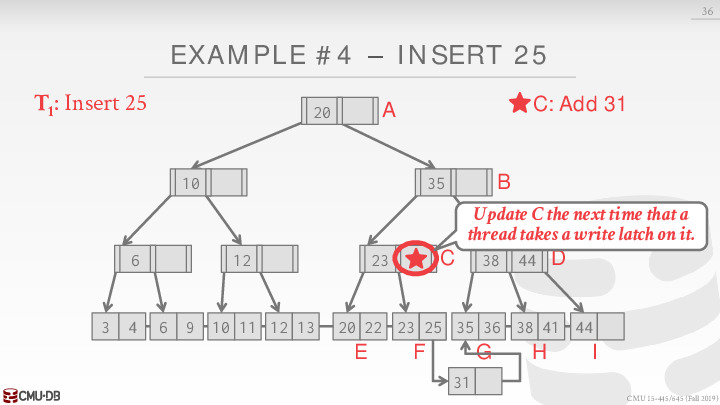 36
EXAMPLE #4 – INSERT 25
T1: Insert 25
★C: Add 31
20 A
10
35 B
Update C the next time that a
thread takes a write latch on it.
6
12
23 ★ C
38 44 D
3 4
6 9
10 11
12 13
20 22
23 25
35 36
38 41
44
E F G H I
31
CMU·DB
CMU 15-445/645 (Fall 2019)